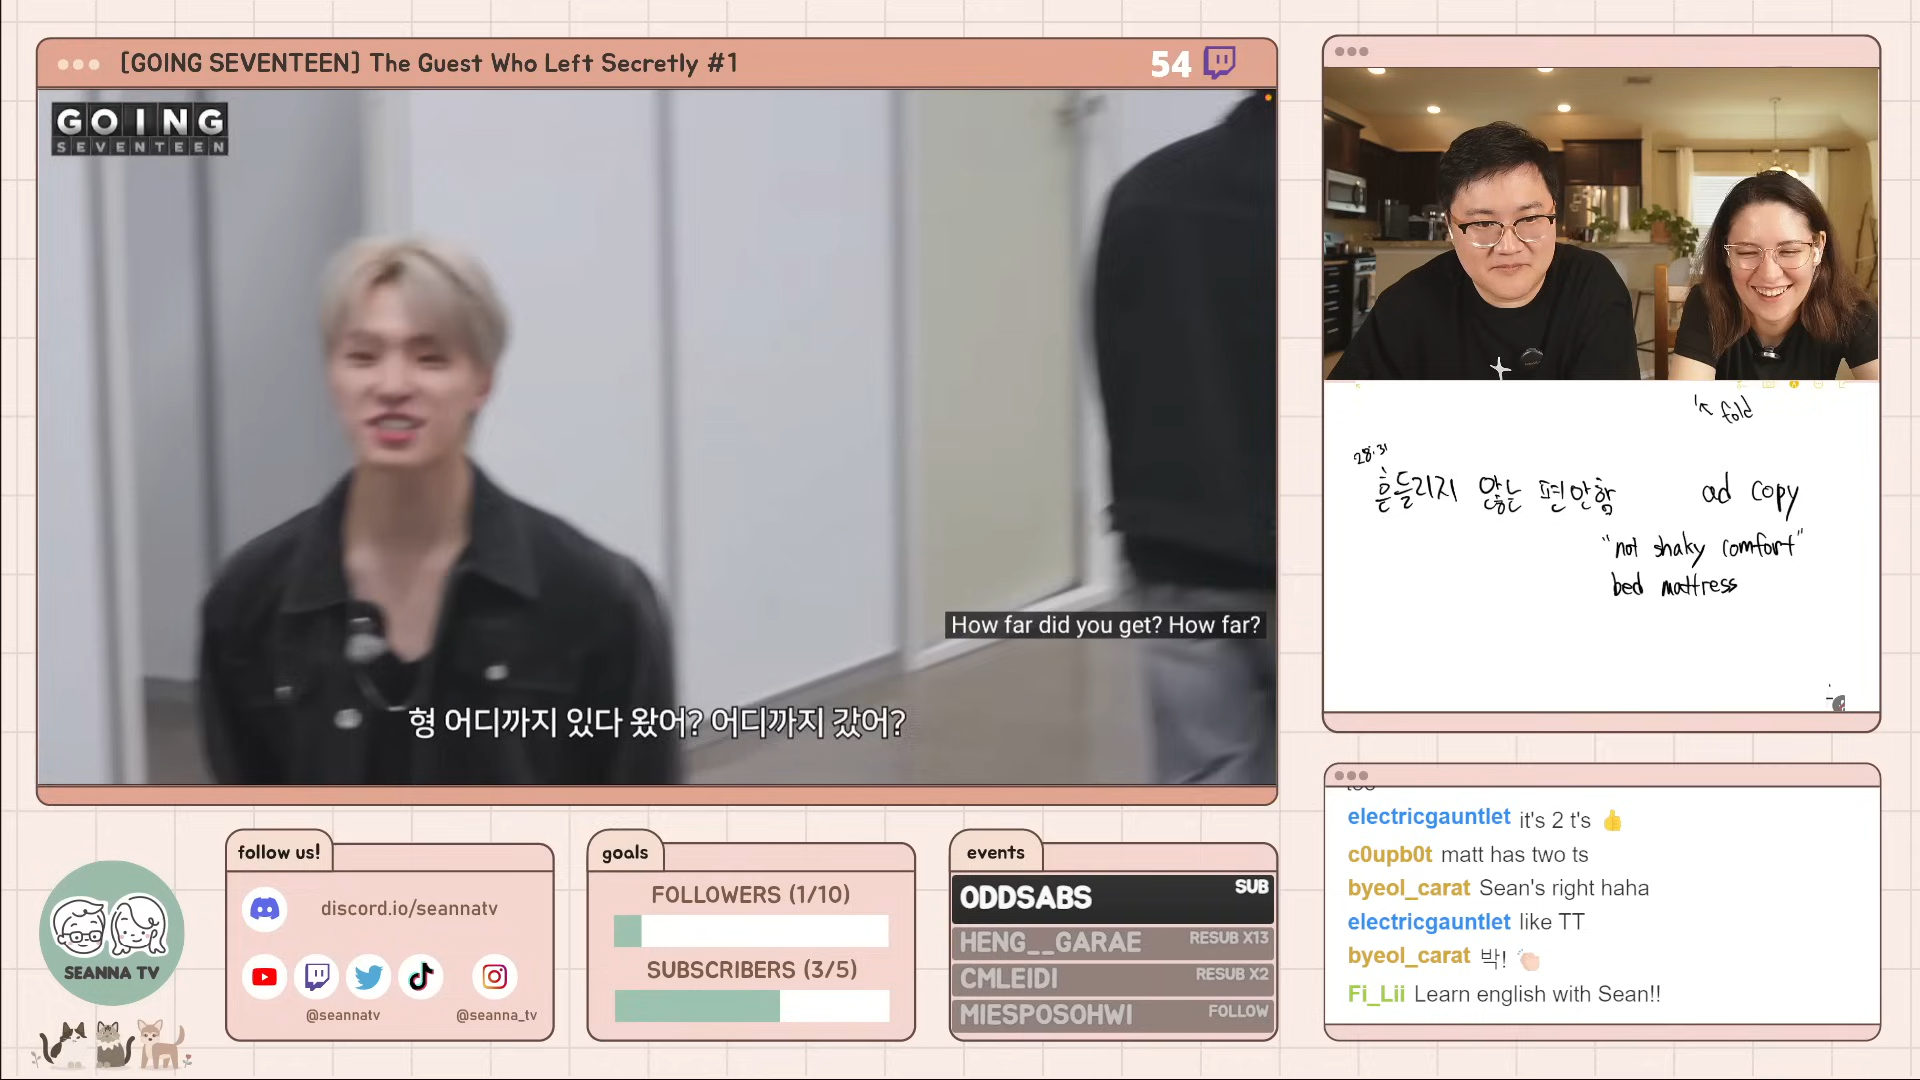 [GOING SEVENTEEN] The Guest Who Left Secretly #1
54
GOING
SEVENTEEN
How far did you get? How far?
형 어디까지 있다 왔어? 어디까지 갔어?
fold
28:31
흔들리지 않는 편안함
ad copy
"not shaky comfort"
bed mattress
electricgauntlet it's 2 t's 👍
c0upb0t matt has two ts
byeol_carat Sean's right haha
electricgauntlet like TT
byeol_carat 박! 👏🏻
Fi_Lii Learn english with Sean!!
SEANNA TV
follow us!
discord.io/seannatv
@seannatv
@seanna_tv
goals
FOLLOWERS (1/10)
SUBSCRIBERS (3/5)
events
ODDSABS SUB
HENG__GARAE RESUB X13
CMLEIDI RESUB X2
MIESPOSOHWI FOLLOW